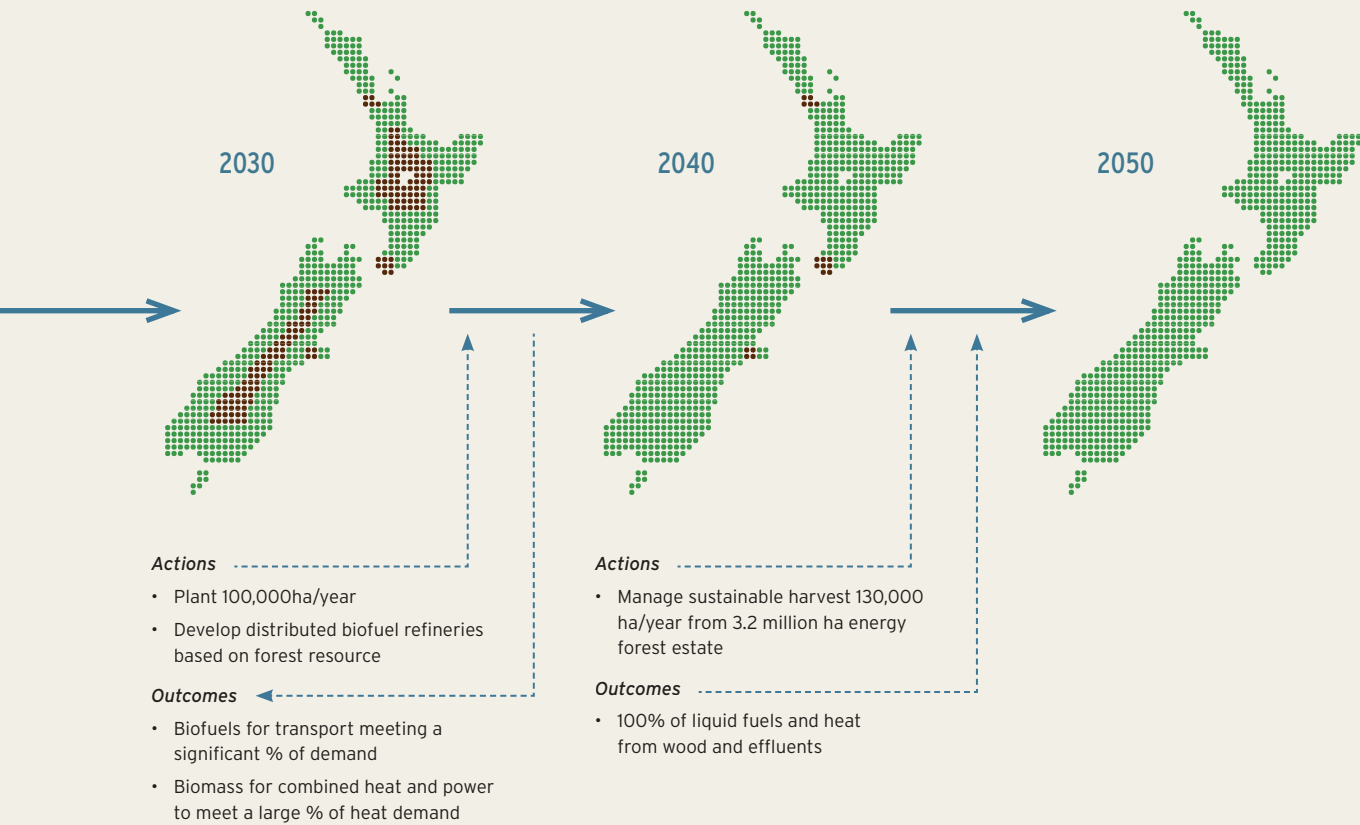 2030
2040
2050
Actions
• Plant 100,000ha/year
• Develop distributed biofuel refineries
based on forest resource
Outcomes
• Biofuels for transport meeting a
significant % of demand
• Biomass for combined heat and power
to meet a large % of heat demand
Actions
• Manage sustainable harvest 130,000
ha/year from 3.2 million ha energy
forest estate
Outcomes
• 100% of liquid fuels and heat
from wood and effluents